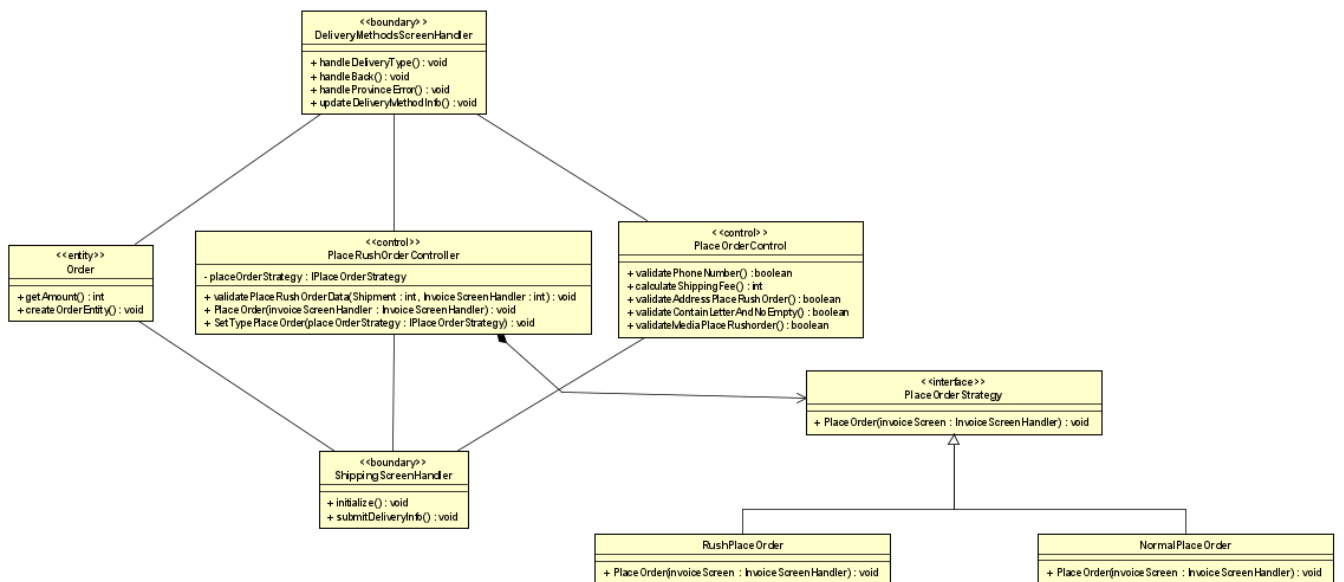 <<boundary>>
DeliveryMethodsScreenHandler
+ handleDeliveryType() : void
+ handleBack() : void
+ handleProvinceError() : void
+ updateDeliveryMethodInfo() : void
<<entity>>
Order
+ getAmount() : int
+ createOrderEntity() : void
<<control>>
PlaceRushOrderController
- placeOrderStrategy : IPlaceOrderStrategy
+ validatePlaceRushOrderData(Shipment : int, InvoiceScreenHandler : int) : void
+ PlaceOrder(invoiceScreenHandler : InvoiceScreenHandler) : void
+ SetTypePlaceOrder(placeOrderStrategy : IPlaceOrderStrategy) : void
<<control>>
PlaceOrderControl
+ validatePhoneNumber() : boolean
+ calculateShippingFee() : int
+ validateAddressPlaceRushOrder() : boolean
+ validateContainLetterAndNoEmpty() : boolean
+ validateMediaPlaceRushorder() : boolean
<<interface>>
PlaceOrderStrategy
+ PlaceOrder(invoiceScreen : InvoiceScreenHandler) : void
<<boundary>>
ShippingScreenHandler
+ initialize() : void
+ submitDeliveryInfo() : void
RushPlaceOrder
+ PlaceOrder(invoiceScreen : InvoiceScreenHandler) : void
NormalPlaceOrder
+ PlaceOrder(invoiceScreen : InvoiceScreenHandler) : void